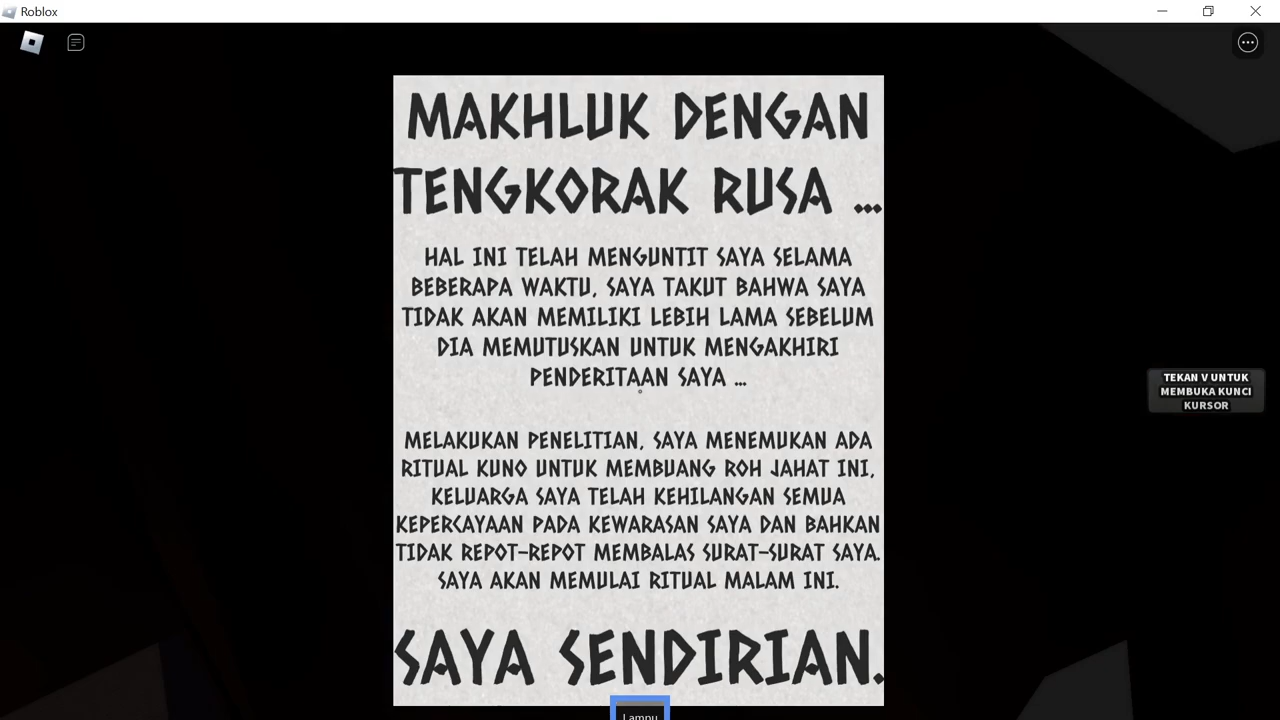 Roblox
MAKHLUK DENGAN
TENGKORAK RUSA ...
HAL INI TELAH MENGUNTIT SAYA SELAMA
BEBERAPA WAKTU, SAYA TAKUT BAHWA SAYA
TIDAK AKAN MEMILIKI LEBIH LAMA SEBELUM
DIA MEMUTUSKAN UNTUK MENGAKHIRI
PENDERITAAN SAYA ...
MELAKUKAN PENELITIAN, SAYA MENEMUKAN ADA
RITUAL KUNO UNTUK MEMBUANG ROH JAHAT INI,
KELUARGA SAYA TELAH KEHILANGAN SEMUA
KEPERCAYAAN PADA KEWARASAN SAYA DAN BAHKAN
TIDAK REPOT-REPOT MEMBALAS SURAT-SURAT SAYA.
SAYA AKAN MEMULAI RITUAL MALAM INI.
SAYA SENDIRIAN.
TEKAN V UNTUK
MEMBUKA KUNCI
KURSOR
Lampu